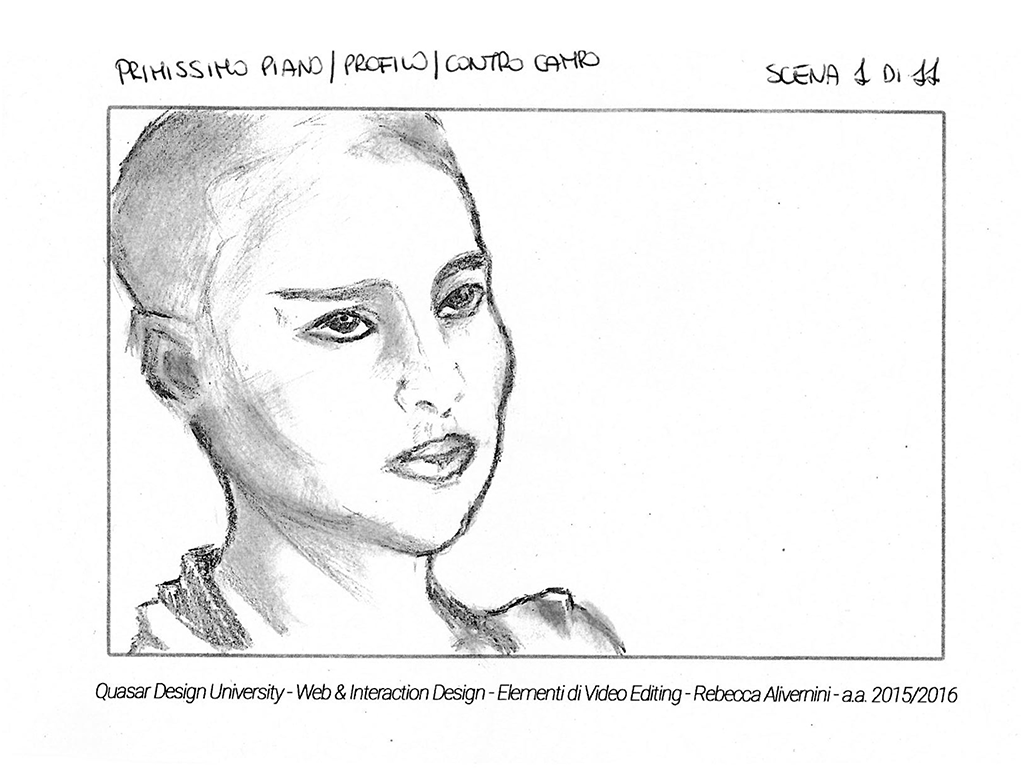 PRIMISSIMO PIANO / PROFILO / CONTRO CAMPO
SCENA 1 DI 11
Quasar Design University - Web & Interaction Design - Elementi di Video Editing - Rebecca Alivernini - a.a. 2015/2016